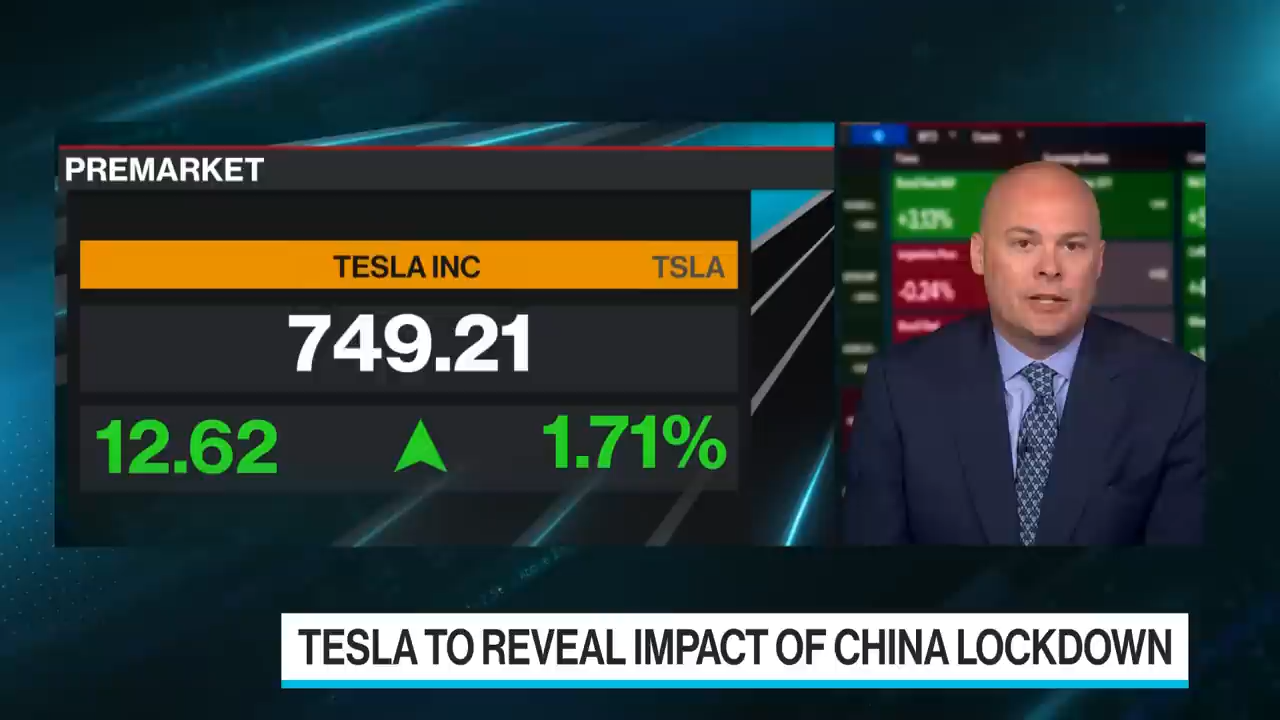 PREMARKET
TESLA INC TSLA
749.21
12.62 1.71%
+3.13%
-0.24%
TESLA TO REVEAL IMPACT OF CHINA LOCKDOWN